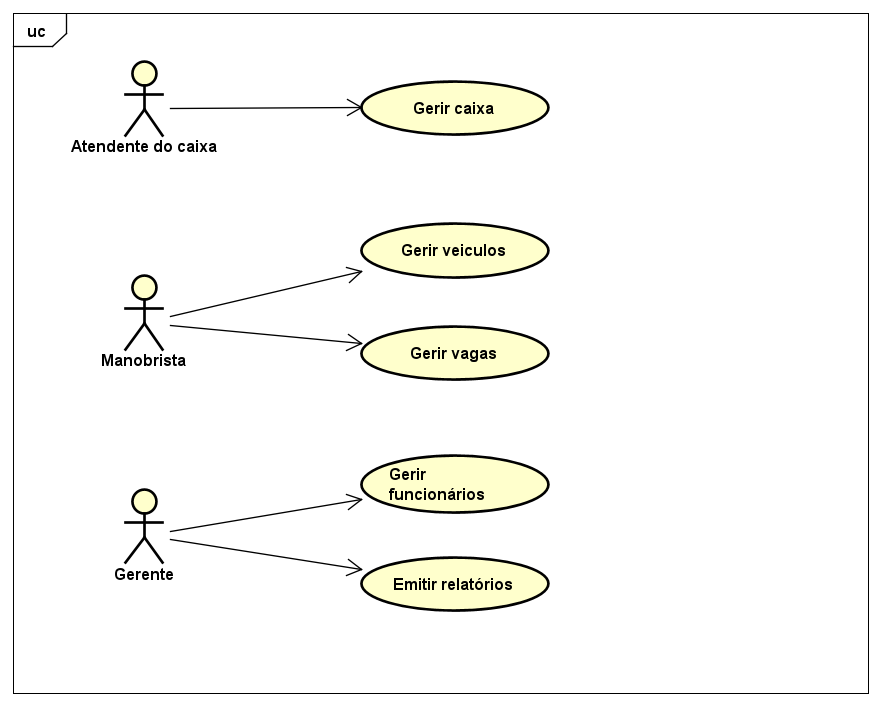 uc
Gerir caixa
Atendente do caixa
Gerir veiculos
Manobrista
Gerir vagas
Gerir
funcionários
Gerente
Emitir relatórios